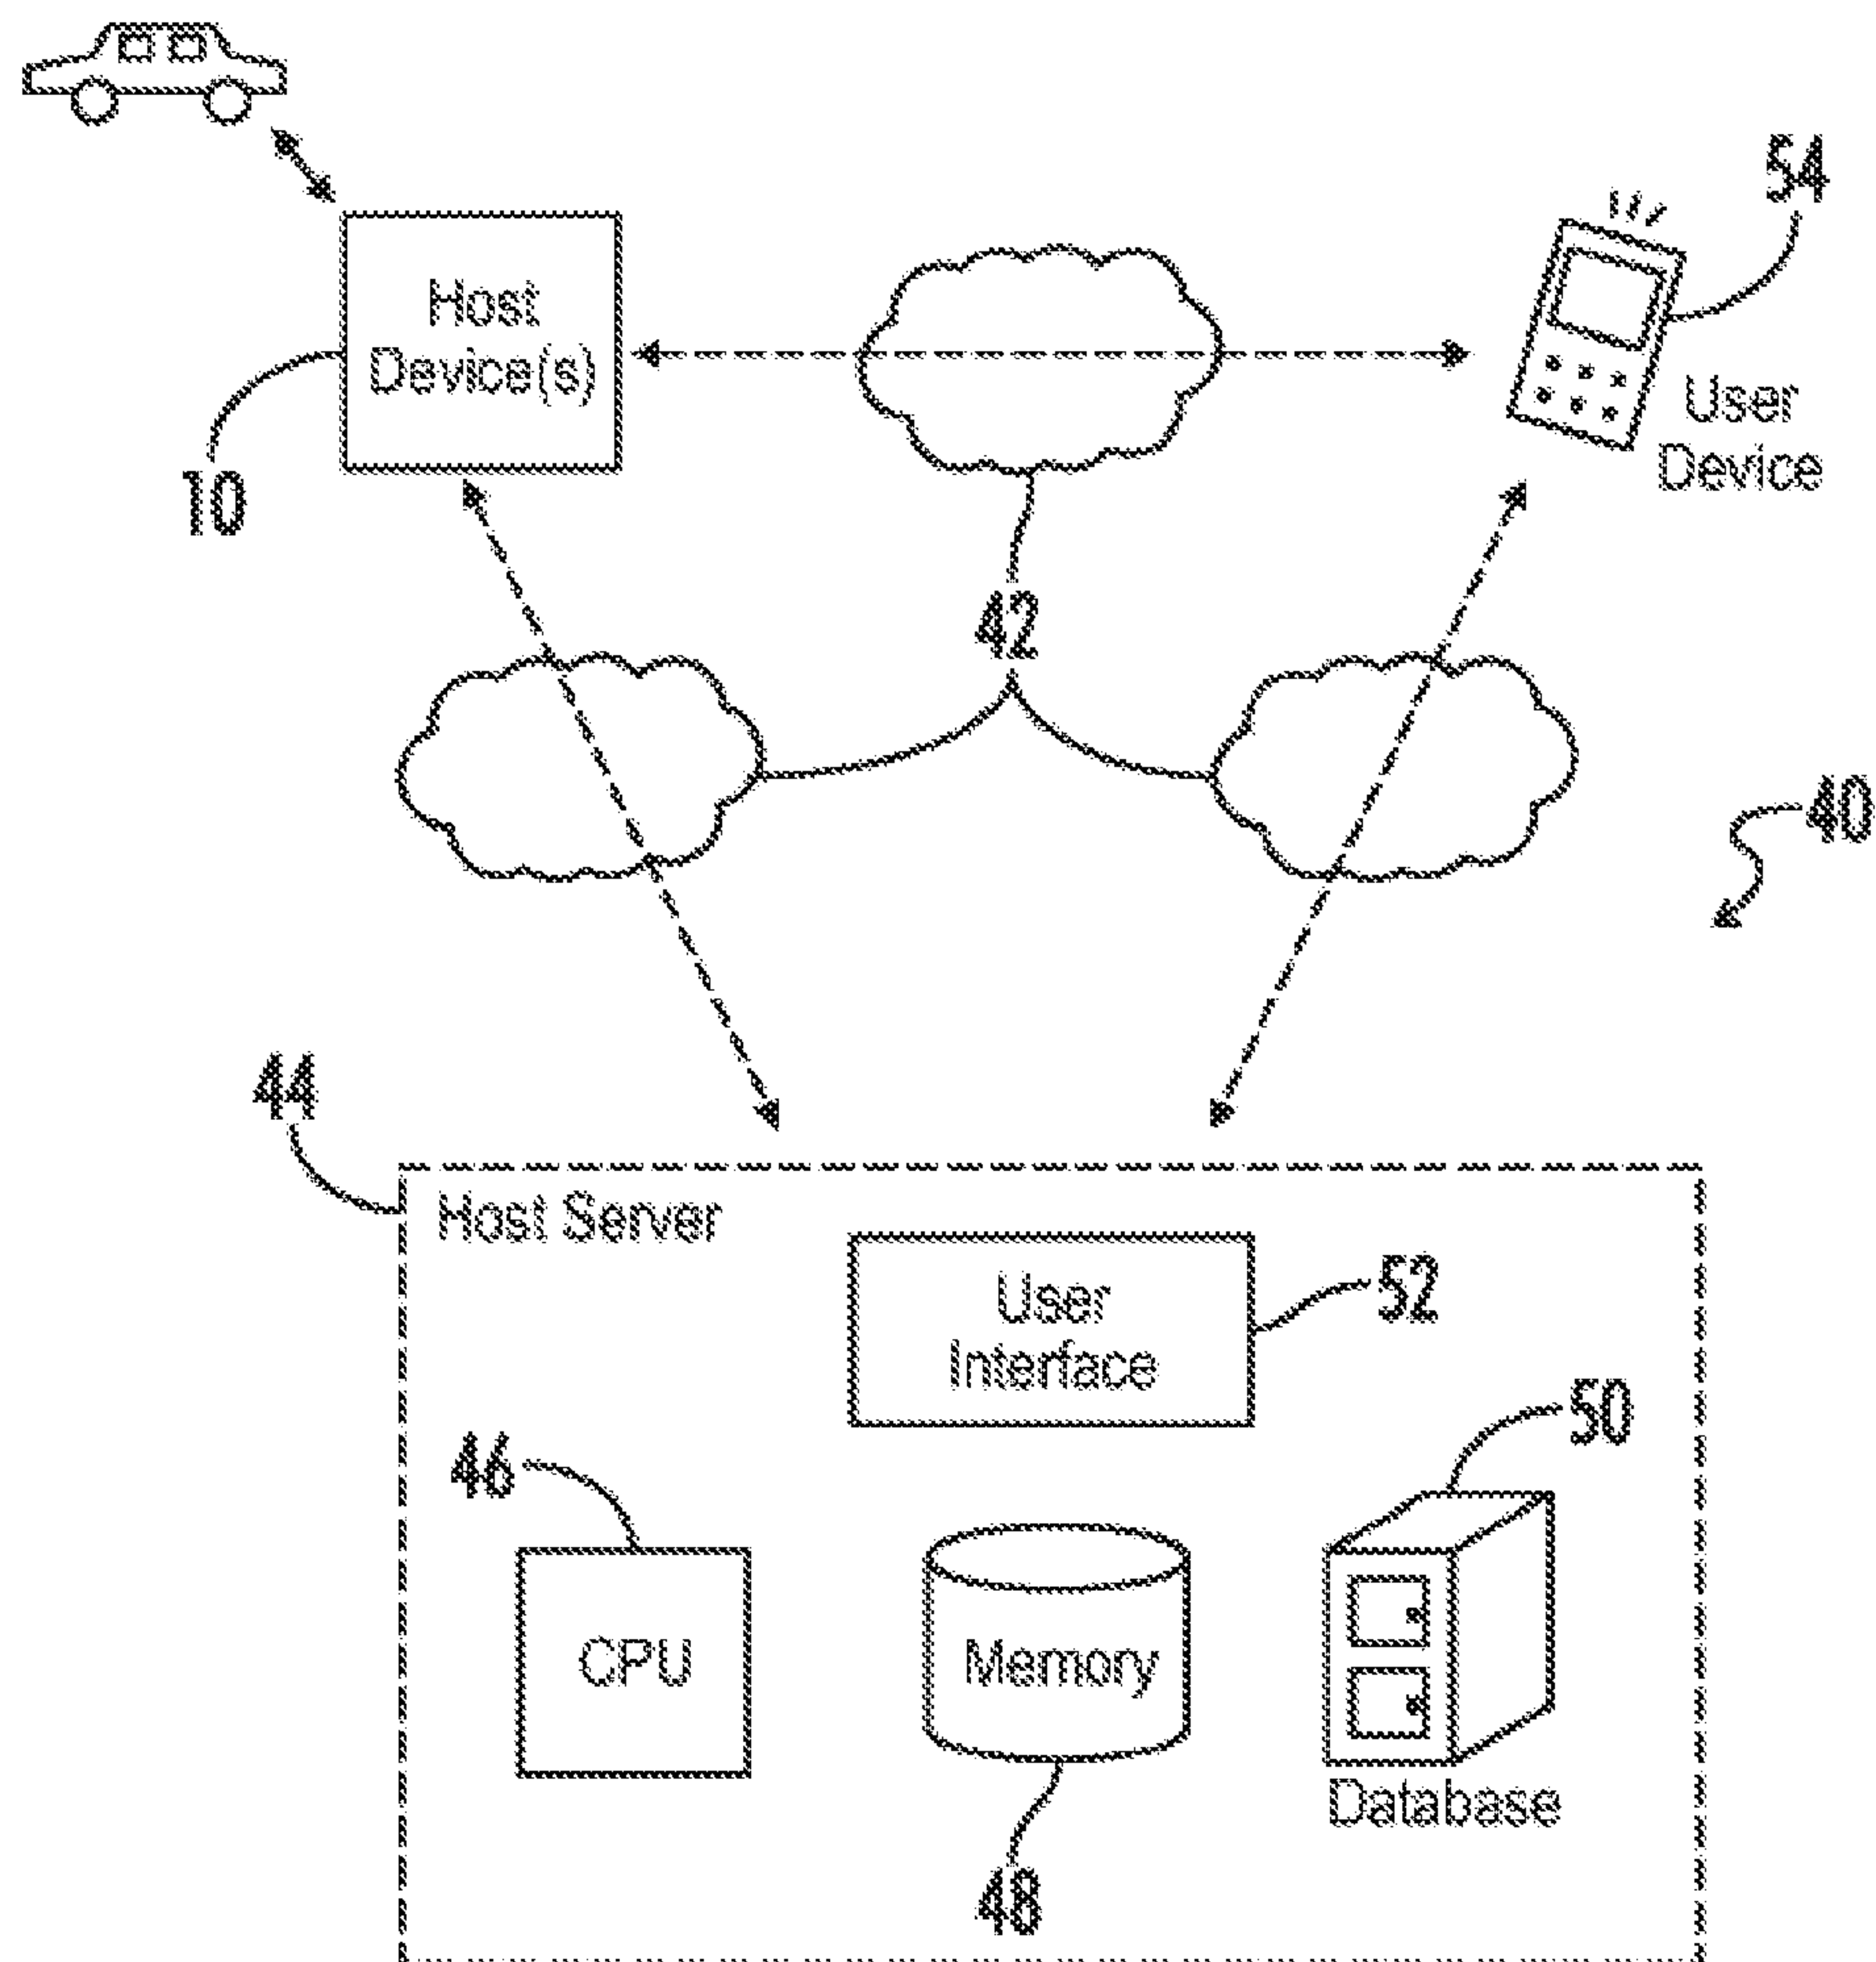 54
Host
Device(s)
User
Device
10
42
40
44
Host Server
User
Interface
52
50
46
CPU
Memory
Database
48